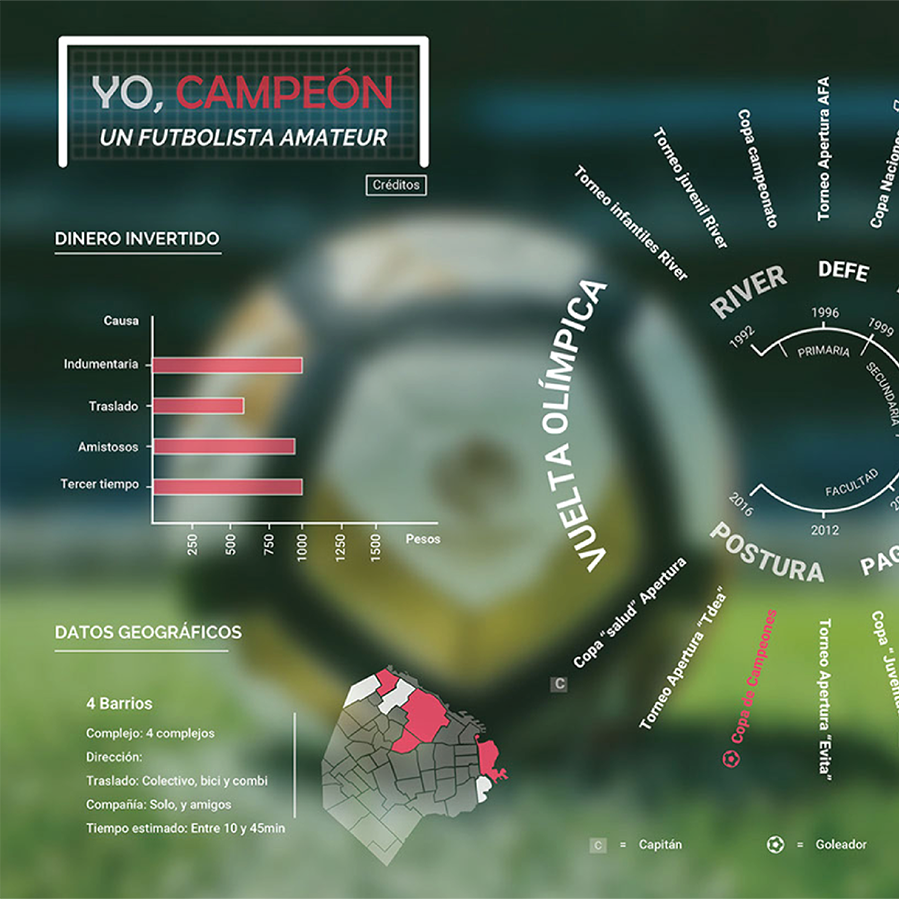 YO, CAMPEÓN
UN FUTBOLISTA AMATEUR
Créditos
DINERO INVERTIDO
Causa
Indumentaria
Traslado
Amistosos
Tercer tiempo
250
500
750
1000
1250
1500
Pesos
DATOS GEOGRÁFICOS
4 Barrios
Complejo: 4 complejos
Dirección:
Traslado: Colectivo, bici y combi
Compañía: Solo, y amigos
Tiempo estimado: Entre 10 y 45min
VUELTA OLÍMPICA
Torneo infantiles River
Torneo juvenil River
Copa campeonato
Torneo Apertura AFA
Copa Nacione
RIVER
DEFE
1992
1996
1999
PRIMARIA
SECUNDARIA
FACULTAD
2016
2012
POSTURA
PAG
Copa “salud” Apertura
Torneo Apertura “Tdea”
Copa de Campeones
Torneo Apertura “Evita”
Copa “Juventu
C
C = Capitán
= Goleador